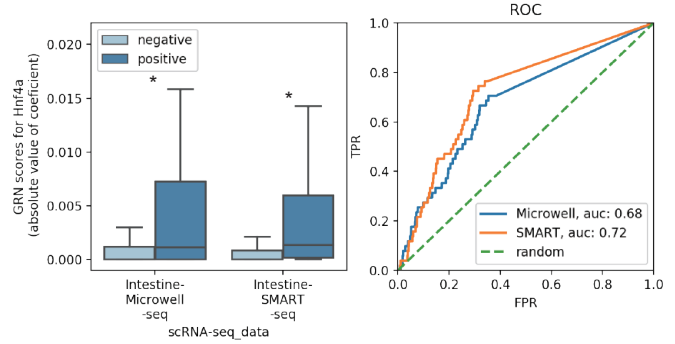 0.020
0.015
0.010
0.005
0.000
GRN scores for Hnf4a
(absolute value of coefficient)
negative
positive
*
*
Intestine-
Microwell
-seq
Intestine-
SMART
-seq
scRNA-seq_data
ROC
1.0
0.8
0.6
0.4
0.2
0.0
TPR
Microwell, auc: 0.68
SMART, auc: 0.72
random
0.0
0.2
0.4
0.6
0.8
1.0
FPR